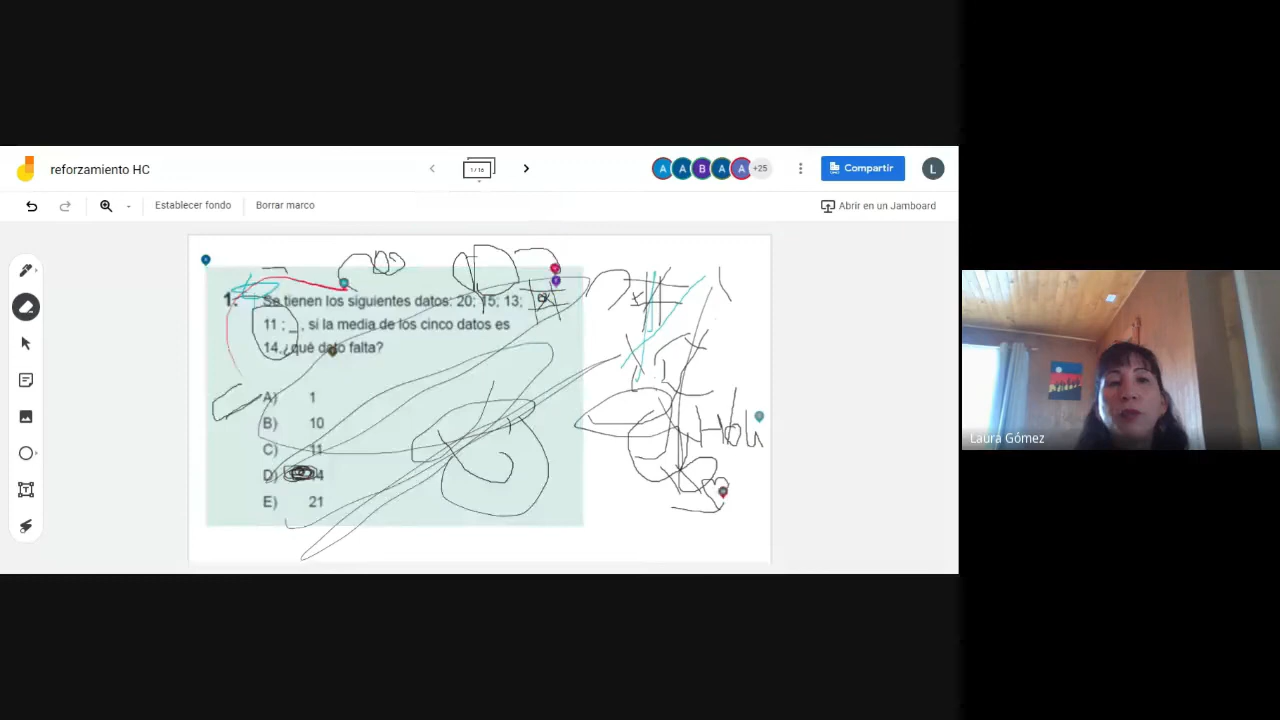 reforzamiento HC
1 / 16
A A B A A +25
Compartir
L
Establecer fondo
Borrar marco
Abrir en un Jamboard
1. Se tienen los siguientes datos: 20; 15; 13;
11 ; _ , si la media de los cinco datos es
14.¿qué dato falta?
A) 1
B) 10
C) 11
D) 14
E) 21
Hola
Laura Gómez